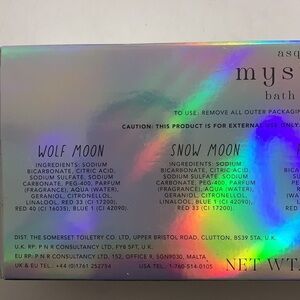 asq
mys
bath
TO USE: REMOVE ALL OUTER PACKAGIN
CAUTION: THIS PRODUCT IS FOR EXTERNAL USE ONLY.
WOLF MOON
INGREDIENTS: SODIUM
BICARBONATE, CITRIC ACID,
SODIUM SULFATE, SODIUM
CARBONATE, PEG-400, PARFUM
(FRAGRANCE), AQUA (WATER),
GERANIOL, CITRONELLOL,
LINALOOL, RED 33 (CI 17200),
RED 40 (CI 16035), BLUE 1 (CI 42090).
SNOW MOON
INGREDIENTS: SODIUM
BICARBONATE, CITRIC ACID,
SODIUM SULFATE, SODIUM
CARBONATE, PEG-400, PARFUM
(FRAGRANCE), AQUA (WATER),
GERANIOL, CITRONELLOL,
LINALOOL, RED 33 (CI 17200),
BLUE 1 (CI 42090).
DIST. THE SOMERSET TOILETRY CO LTD, UPPER BRISTOL ROAD, CLUTTON, BS39 5TA, U.K.
U.K. RP: P N R CONSULTANCY LTD, FY8 5FT, U.K.
EU RP: P N R CONSULTANCY LTD, 152, OFFICE 9, SGN9030, MALTA
UK & EU TEL.: +44 (0)1761 252754 USA TEL.: 1-760-514-0105
NET WT.